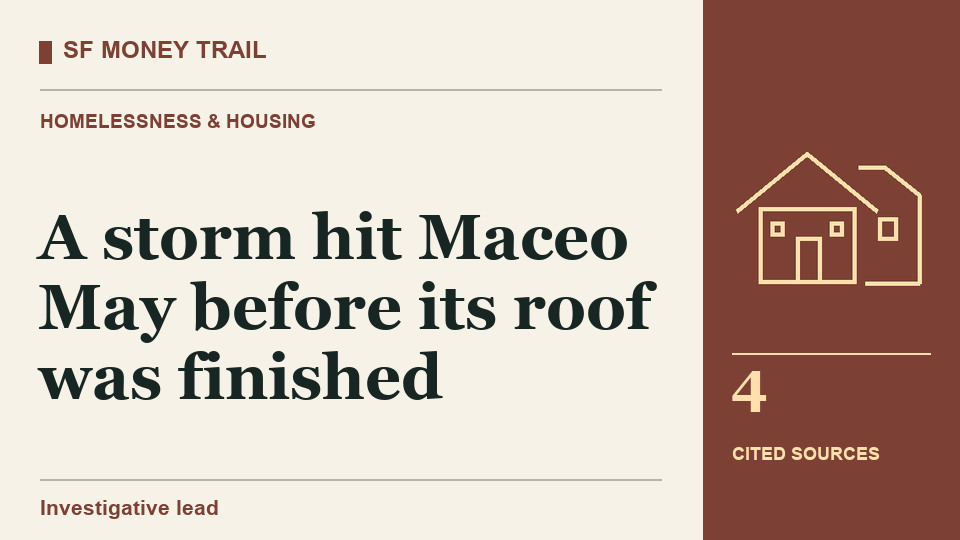 SF MONEY TRAIL
HOMELESSNESS & HOUSING
A storm hit Maceo
May before its roof
was finished
Investigative lead
4
CITED SOURCES